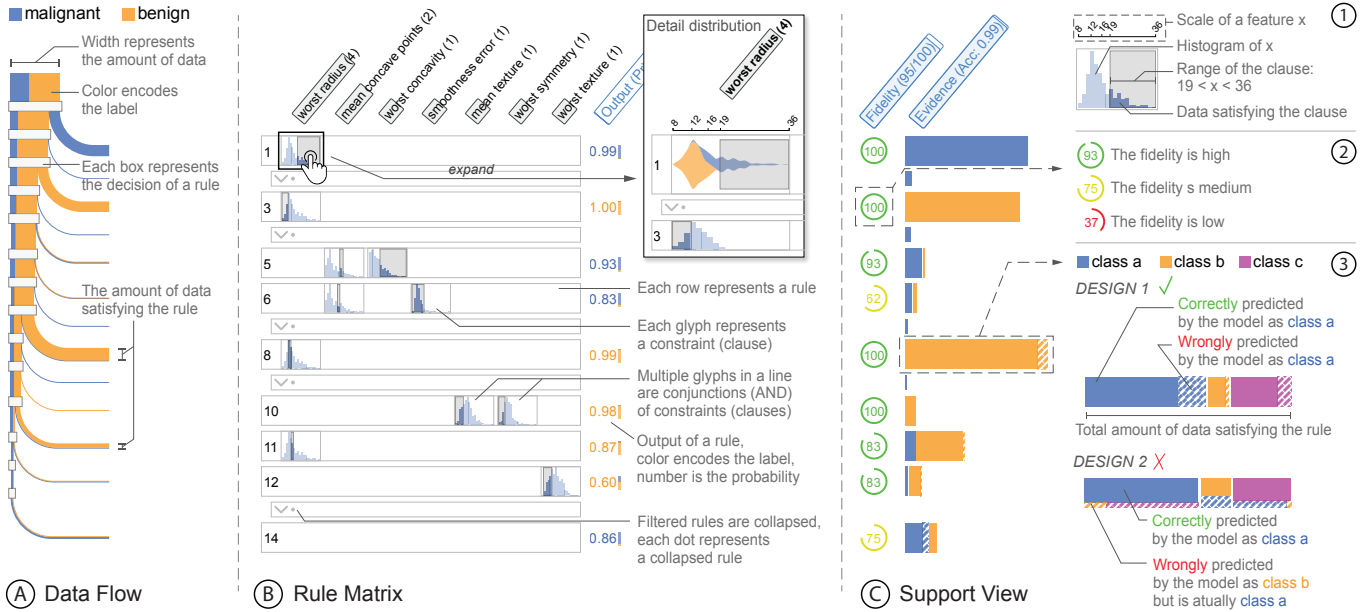 malignant benign
Width represents
the amount of data
Color encodes
the label
Each box represents
the decision of a rule
The amount of data
satisfying the rule
A Data Flow
worst radius (4)
mean concave points (2)
worst concavity (1)
smoothness error (1)
mean texture (1)
worst symmetry (1)
worst texture (1)
Output (Pr
1
0.99
3
1.00
5
0.93
6
0.83
8
0.99
10
0.98
11
0.87
12
0.60
14
0.86
expand
Detail distribution
worst radius (4)
8 12 16 19 36
1
3
Each row represents a rule
Each glyph represents
a constraint (clause)
Multiple glyphs in a line
are conjunctions (AND)
of constraints (clauses)
Output of a rule,
color encodes the label,
number is the probability
Filtered rules are collapsed,
each dot represents
a collapsed rule
B Rule Matrix
Fidelity (95/100)
Evidence (Acc: 0.99)
100
100
93
62
100
100
83
83
75
C Support View
1
8 12 16 19 36
Scale of a feature x
Histogram of x
Range of the clause:
19 < x < 36
Data satisfying the clause
2
93 The fidelity is high
75 The fidelity s medium
37 The fidelity is low
3
class a class b class c
DESIGN 1
Correctly predicted
by the model as class a
Wrongly predicted
by the model as class a
Total amount of data satisfying the rule
DESIGN 2
Correctly predicted
by the model as class a
Wrongly predicted
by the model as class b
but is atually class a